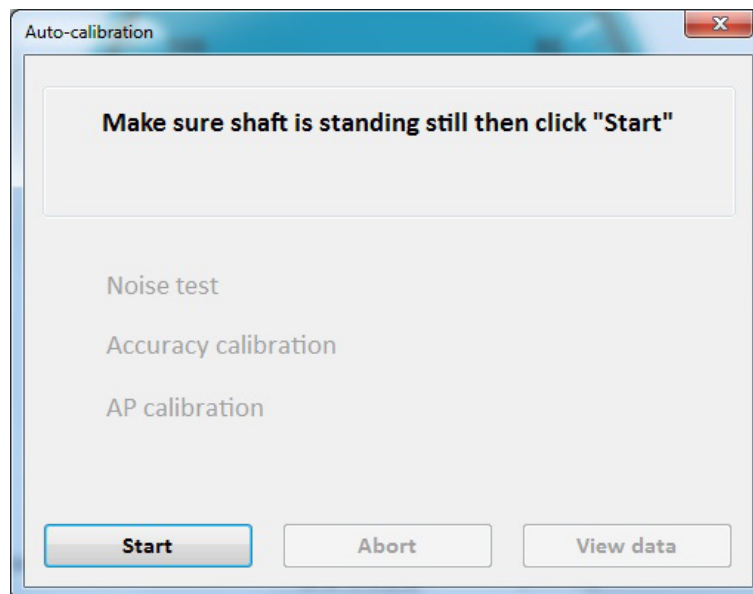 Auto-calibration
Make sure shaft is standing still then click "Start"
Noise test
Accuracy calibration
AP calibration
Start
Abort
View data